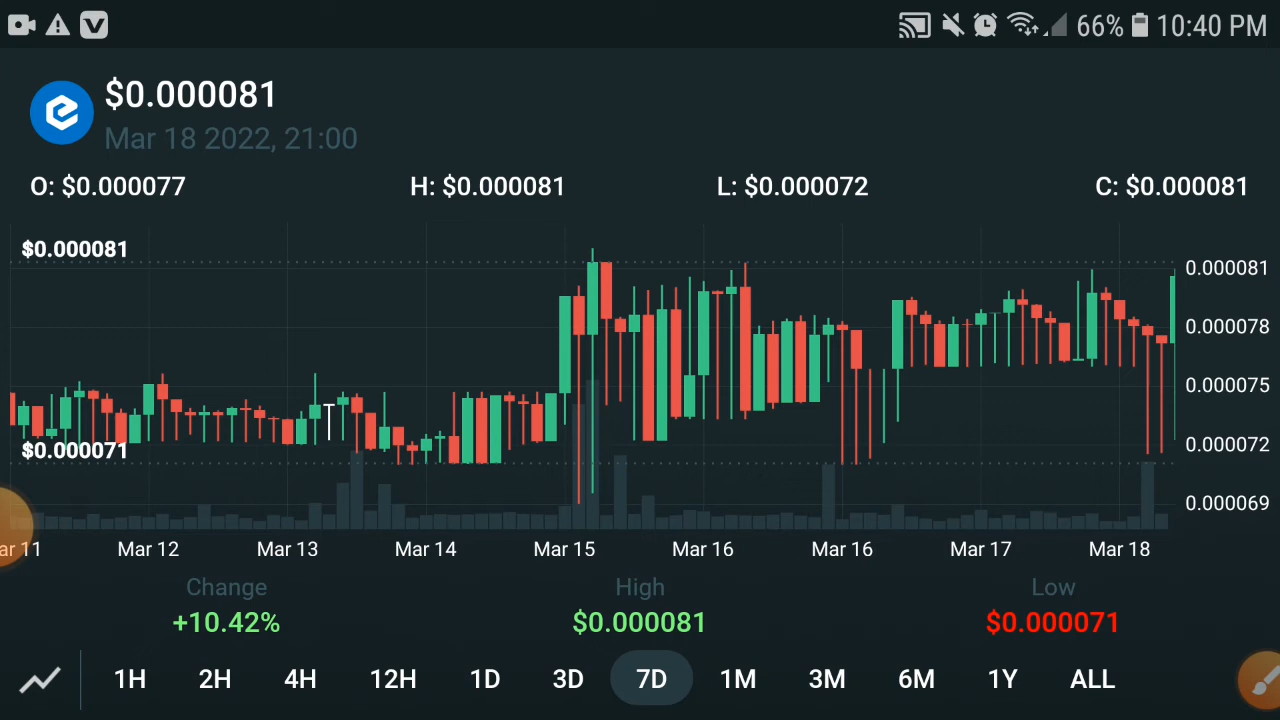 66% 10:40 PM
$0.000081
Mar 18 2022, 21:00
O: $0.000077 H: $0.000081 L: $0.000072 C: $0.000081
$0.000081
0.000081
0.000078
0.000075
$0.000071
0.000072
0.000069
ar 11 Mar 12 Mar 13 Mar 14 Mar 15 Mar 16 Mar 16 Mar 17 Mar 18
Change High Low
+10.42% $0.000081 $0.000071
1H 2H 4H 12H 1D 3D 7D 1M 3M 6M 1Y ALL